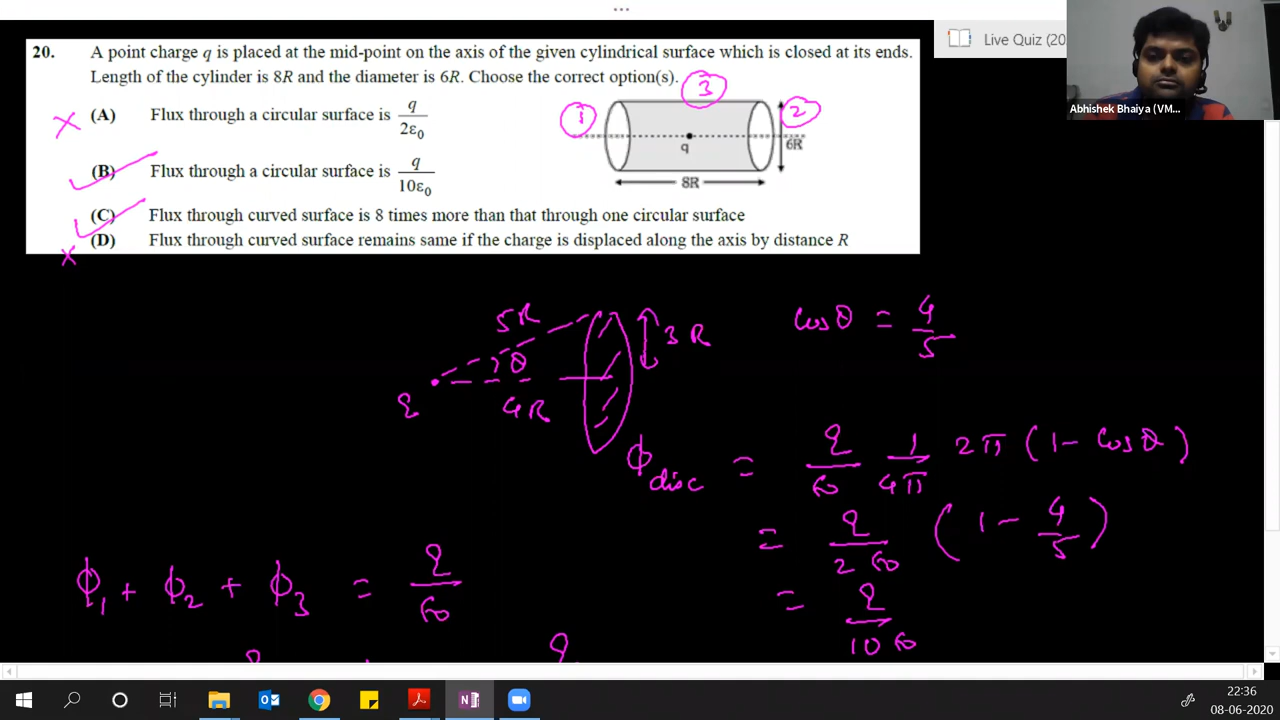 20. A point charge q is placed at the mid-point on the axis of the given cylindrical surface which is closed at its ends.
Length of the cylinder is 8R and the diameter is 6R. Choose the correct option(s).
(A) Flux through a circular surface is q/2ε₀
(B) Flux through a circular surface is q/10ε₀
(C) Flux through curved surface is 8 times more than that through one circular surface
(D) Flux through curved surface remains same if the charge is displaced along the axis by distance R
1
3
2
q
6R
8R
Live Quiz (20
Abhishek Bhaiya (VM...
5R
3R
θ
q
4R
cosθ = 4/5
ϕdisc = q/ε₀ 1/4π 2π (1 - cosθ)
= q/2ε₀ (1 - 4/5)
= q/10ε₀
ϕ₁ + ϕ₂ + ϕ₃ = q/ε₀
22:36
08-06-2020